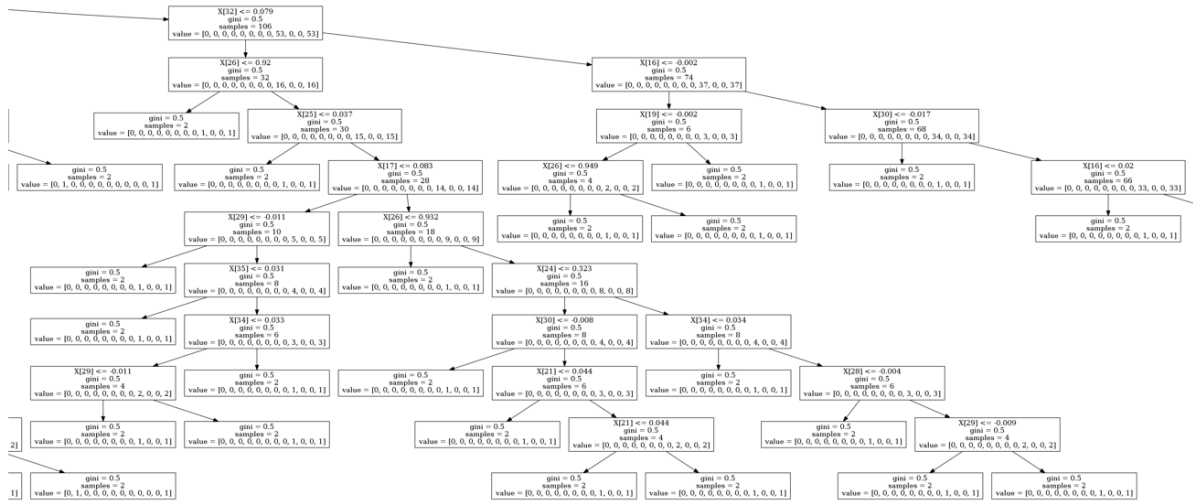 X[32] <= 0.079
gini = 0.5
samples = 106
value = [0, 0, 0, 0, 0, 0, 0, 0, 53, 0, 0, 53]
X[26] <= 0.92
gini = 0.5
samples = 32
value = [0, 0, 0, 0, 0, 0, 0, 0, 16, 0, 0, 16]
X[16] <= -0.002
gini = 0.5
samples = 74
value = [0, 0, 0, 0, 0, 0, 0, 0, 37, 0, 0, 37]
gini = 0.5
samples = 2
value = [0, 0, 0, 0, 0, 0, 0, 0, 1, 0, 0, 1]
X[25] <= 0.037
gini = 0.5
samples = 30
value = [0, 0, 0, 0, 0, 0, 0, 0, 15, 0, 0, 15]
X[19] <= -0.002
gini = 0.5
samples = 6
value = [0, 0, 0, 0, 0, 0, 0, 0, 3, 0, 0, 3]
X[30] <= -0.017
gini = 0.5
samples = 68
value = [0, 0, 0, 0, 0, 0, 0, 0, 34, 0, 0, 34]
gini = 0.5
samples = 2
value = [0, 1, 0, 0, 0, 0, 0, 0, 0, 0, 0, 1]
gini = 0.5
samples = 2
value = [0, 0, 0, 0, 0, 0, 0, 0, 1, 0, 0, 1]
X[17] <= 0.083
gini = 0.5
samples = 28
value = [0, 0, 0, 0, 0, 0, 0, 0, 14, 0, 0, 14]
X[26] <= 0.949
gini = 0.5
samples = 4
value = [0, 0, 0, 0, 0, 0, 0, 0, 2, 0, 0, 2]
gini = 0.5
samples = 2
value = [0, 0, 0, 0, 0, 0, 0, 0, 1, 0, 0, 1]
gini = 0.5
samples = 2
value = [0, 0, 0, 0, 0, 0, 0, 0, 1, 0, 0, 1]
X[16] <= 0.02
gini = 0.5
samples = 66
value = [0, 0, 0, 0, 0, 0, 0, 0, 33, 0, 0, 33]
X[29] <= -0.011
gini = 0.5
samples = 10
value = [0, 0, 0, 0, 0, 0, 0, 0, 5, 0, 0, 5]
X[26] <= 0.932
gini = 0.5
samples = 18
value = [0, 0, 0, 0, 0, 0, 0, 0, 9, 0, 0, 9]
gini = 0.5
samples = 2
value = [0, 0, 0, 0, 0, 0, 0, 0, 1, 0, 0, 1]
gini = 0.5
samples = 2
value = [0, 0, 0, 0, 0, 0, 0, 0, 1, 0, 0, 1]
gini = 0.5
samples = 2
value = [0, 0, 0, 0, 0, 0, 0, 0, 1, 0, 0, 1]
gini = 0.5
samples = 2
value = [0, 0, 0, 0, 0, 0, 0, 0, 1, 0, 0, 1]
X[35] <= 0.031
gini = 0.5
samples = 8
value = [0, 0, 0, 0, 0, 0, 0, 0, 4, 0, 0, 4]
gini = 0.5
samples = 2
value = [0, 0, 0, 0, 0, 0, 0, 0, 1, 0, 0, 1]
X[24] <= 0.323
gini = 0.5
samples = 16
value = [0, 0, 0, 0, 0, 0, 0, 0, 8, 0, 0, 8]
gini = 0.5
samples = 2
value = [0, 0, 0, 0, 0, 0, 0, 0, 1, 0, 0, 1]
X[34] <= 0.033
gini = 0.5
samples = 6
value = [0, 0, 0, 0, 0, 0, 0, 0, 3, 0, 0, 3]
X[30] <= -0.008
gini = 0.5
samples = 8
value = [0, 0, 0, 0, 0, 0, 0, 0, 4, 0, 0, 4]
X[34] <= 0.034
gini = 0.5
samples = 8
value = [0, 0, 0, 0, 0, 0, 0, 0, 4, 0, 0, 4]
X[29] <= -0.011
gini = 0.5
samples = 4
value = [0, 0, 0, 0, 0, 0, 0, 0, 2, 0, 0, 2]
gini = 0.5
samples = 2
value = [0, 0, 0, 0, 0, 0, 0, 0, 1, 0, 0, 1]
gini = 0.5
samples = 2
value = [0, 0, 0, 0, 0, 0, 0, 0, 1, 0, 0, 1]
X[21] <= 0.044
gini = 0.5
samples = 6
value = [0, 0, 0, 0, 0, 0, 0, 0, 3, 0, 0, 3]
gini = 0.5
samples = 2
value = [0, 0, 0, 0, 0, 0, 0, 0, 1, 0, 0, 1]
X[28] <= -0.004
gini = 0.5
samples = 6
value = [0, 0, 0, 0, 0, 0, 0, 0, 3, 0, 0, 3]
2]
gini = 0.5
samples = 2
value = [0, 0, 0, 0, 0, 0, 0, 0, 1, 0, 0, 1]
gini = 0.5
samples = 2
value = [0, 0, 0, 0, 0, 0, 0, 0, 1, 0, 0, 1]
gini = 0.5
samples = 2
value = [0, 0, 0, 0, 0, 0, 0, 0, 1, 0, 0, 1]
X[21] <= 0.044
gini = 0.5
samples = 4
value = [0, 0, 0, 0, 0, 0, 0, 0, 2, 0, 0, 2]
gini = 0.5
samples = 2
value = [0, 0, 0, 0, 0, 0, 0, 0, 1, 0, 0, 1]
X[29] <= -0.009
gini = 0.5
samples = 4
value = [0, 0, 0, 0, 0, 0, 0, 0, 2, 0, 0, 2]
1]
gini = 0.5
samples = 2
value = [0, 1, 0, 0, 0, 0, 0, 0, 0, 0, 0, 1]
gini = 0.5
samples = 2
value = [0, 0, 0, 0, 0, 0, 0, 0, 1, 0, 0, 1]
gini = 0.5
samples = 2
value = [0, 0, 0, 0, 0, 0, 0, 0, 1, 0, 0, 1]
gini = 0.5
samples = 2
value = [0, 0, 0, 0, 0, 0, 0, 0, 1, 0, 0, 1]
gini = 0.5
samples = 2
value = [0, 0, 0, 0, 0, 0, 0, 0, 1, 0, 0, 1]